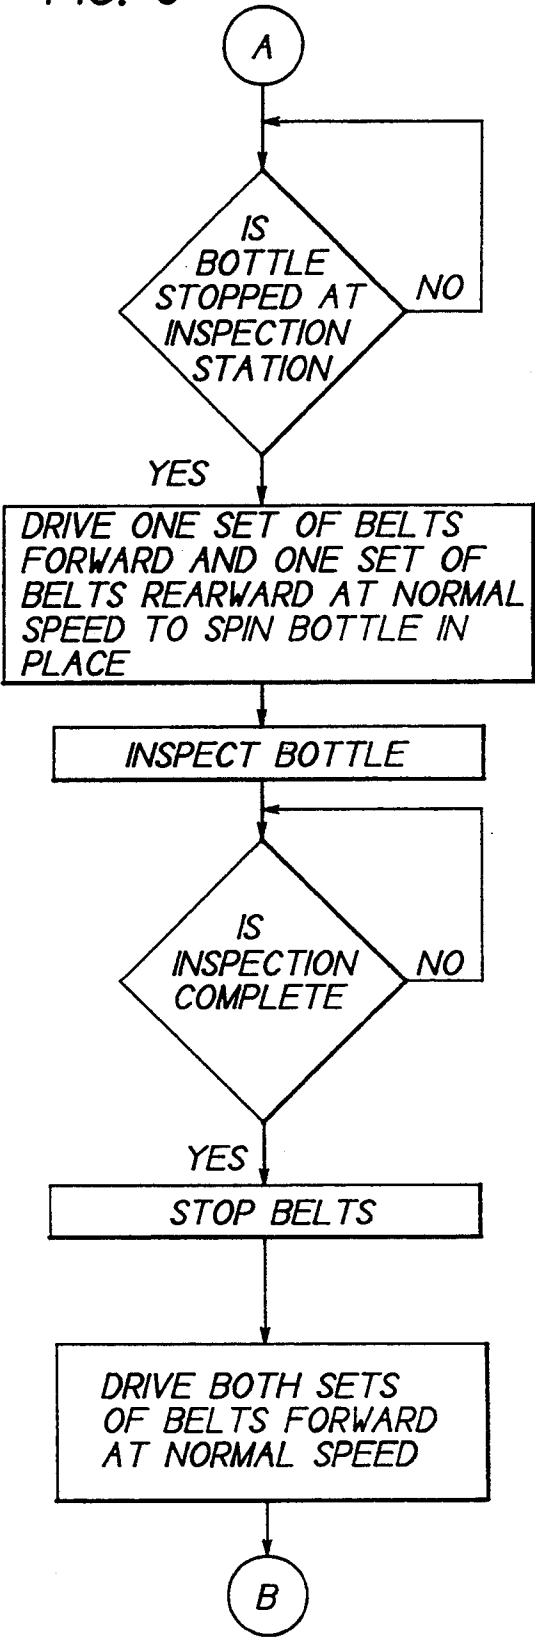 A
IS
BOTTLE
STOPPED AT
INSPECTION
STATION
NO
YES
DRIVE ONE SET OF BELTS
FORWARD AND ONE SET OF
BELTS REARWARD AT NORMAL
SPEED TO SPIN BOTTLE IN
PLACE
INSPECT BOTTLE
IS
INSPECTION
COMPLETE
NO
YES
STOP BELTS
DRIVE BOTH SETS
OF BELTS FORWARD
AT NORMAL SPEED
B